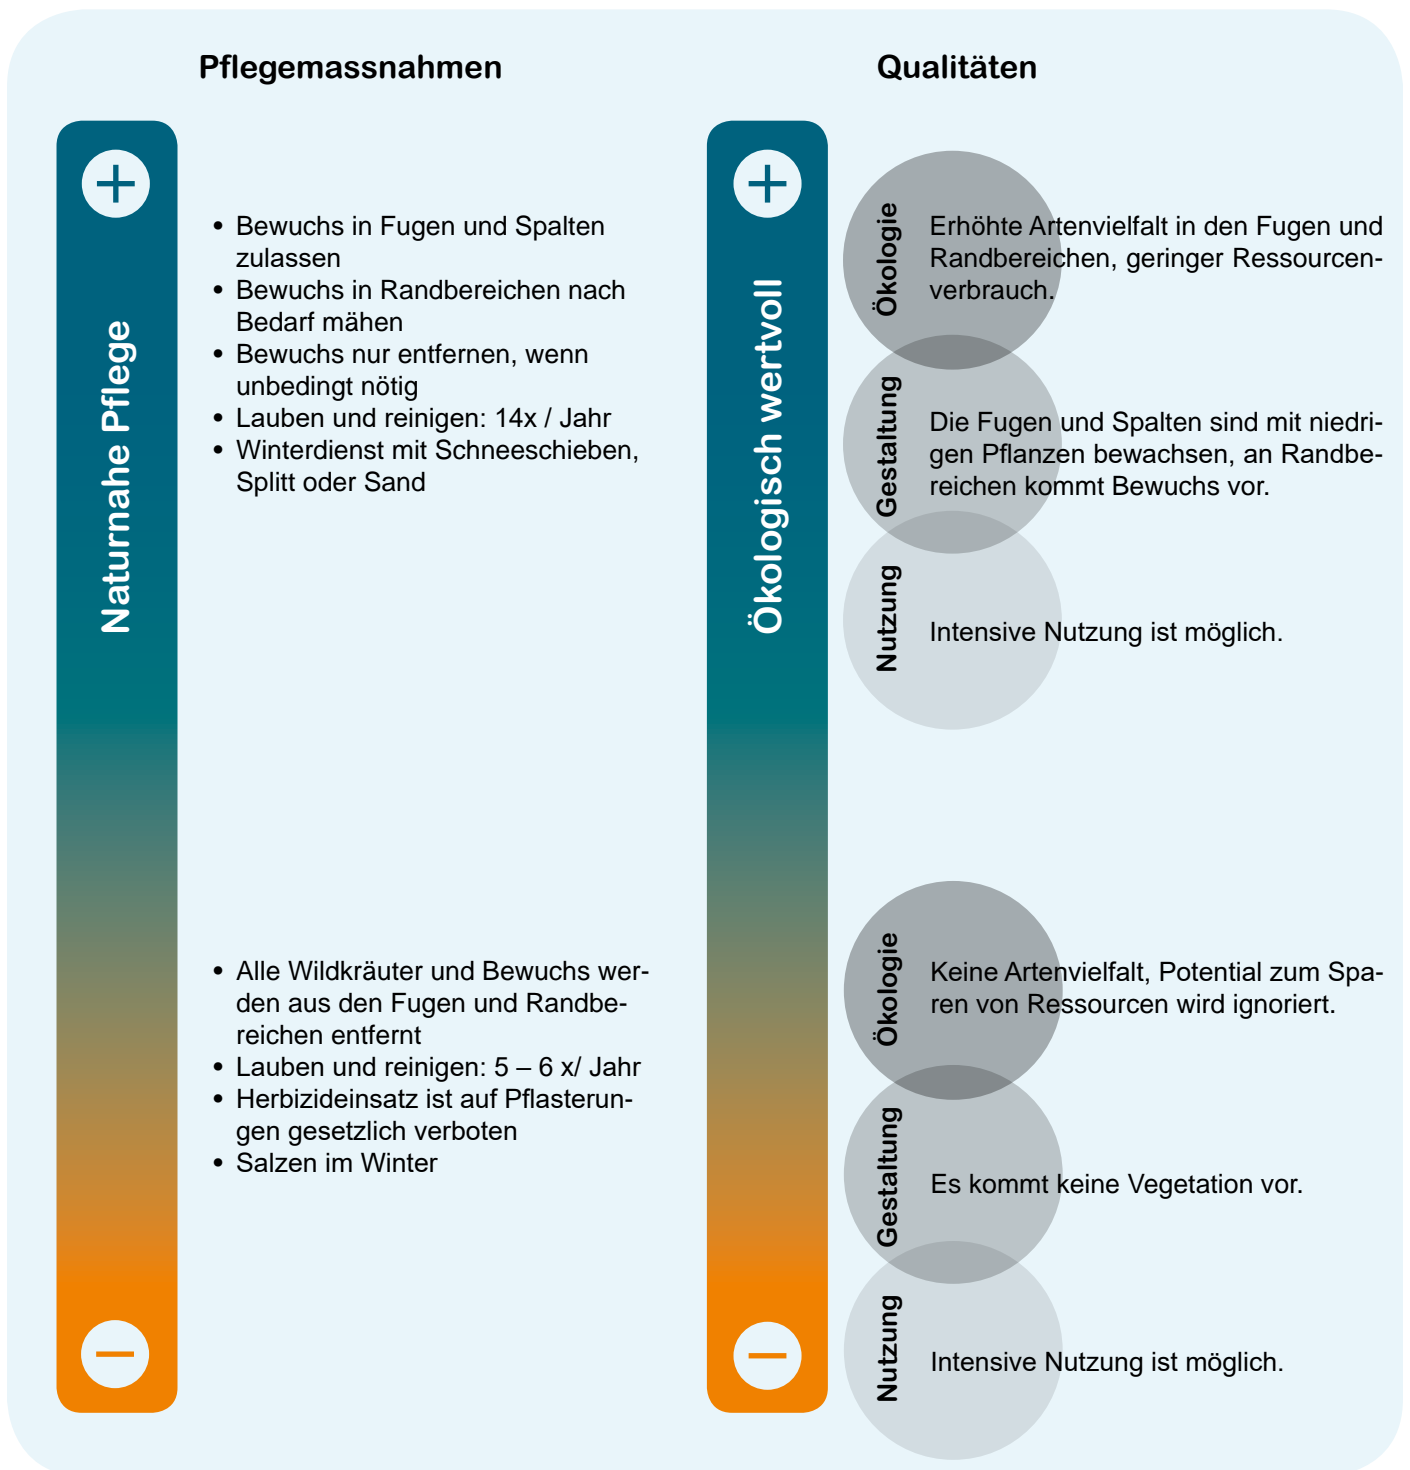 Pflegemassnahmen
Qualitäten
Naturnahe Pflege
• Bewuchs in Fugen und Spalten
zulassen
• Bewuchs in Randbereichen nach
Bedarf mähen
• Bewuchs nur entfernen, wenn
unbedingt nötig
• Lauben und reinigen: 14x / Jahr
• Winterdienst mit Schneeschieben,
Splitt oder Sand
• Alle Wildkräuter und Bewuchs wer-
den aus den Fugen und Randbe-
reichen entfernt
• Lauben und reinigen: 5 – 6 x/ Jahr
• Herbizideinsatz ist auf Pflasterun-
gen gesetzlich verboten
• Salzen im Winter
Ökologisch wertvoll
Ökologie
Erhöhte Artenvielfalt in den Fugen und
Randbereichen, geringer Ressourcen-
verbrauch.
Gestaltung
Die Fugen und Spalten sind mit niedri-
gen Pflanzen bewachsen, an Randbe-
reichen kommt Bewuchs vor.
Nutzung
Intensive Nutzung ist möglich.
Ökologie
Keine Artenvielfalt, Potential zum Spa-
ren von Ressourcen wird ignoriert.
Gestaltung
Es kommt keine Vegetation vor.
Nutzung
Intensive Nutzung ist möglich.